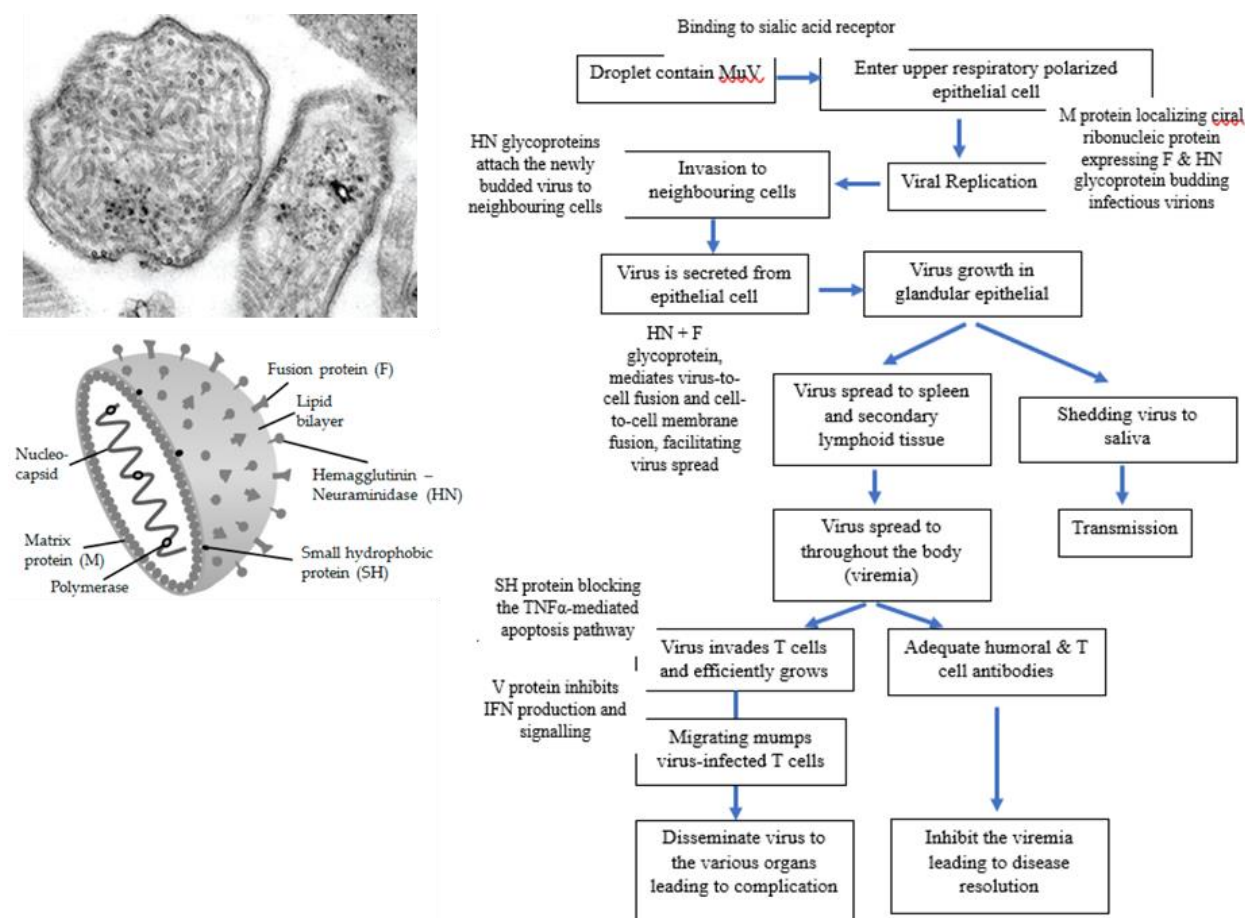 Fusion protein (F)
Lipid
bilayer
Nucleo-
capsid
Hemagglutinin –
Neuraminidase (HN)
Matrix
protein (M)
Polymerase
Small hydrophobic
protein (SH)
Binding to sialic acid receptor
Droplet contain MuV
Enter upper respiratory polarized
epithelial cell
M protein localizing ciral
ribonucleic protein
expressing F & HN
glycoprotein budding
infectious virions
HN glycoproteins
attach the newly
budded virus to
neighbouring cells
Invasion to
neighbouring cells
Viral Replication
Virus is secreted from
epithelial cell
Virus growth in
glandular epithelial
HN + F
glycoprotein,
mediates virus-to-
cell fusion and cell-
to-cell membrane
fusion, facilitating
virus spread
Virus spread to spleen
and secondary
lymphoid tissue
Shedding virus to
saliva
Virus spread to
throughout the body
(viremia)
Transmission
SH protein blocking
the TNFα-mediated
apoptosis pathway
Virus invades T cells
and efficiently grows
Adequate humoral & T
cell antibodies
V protein inhibits
IFN production and
signalling
Migrating mumps
virus-infected T cells
Disseminate virus to
the various organs
leading to complication
Inhibit the viremia
leading to disease
resolution